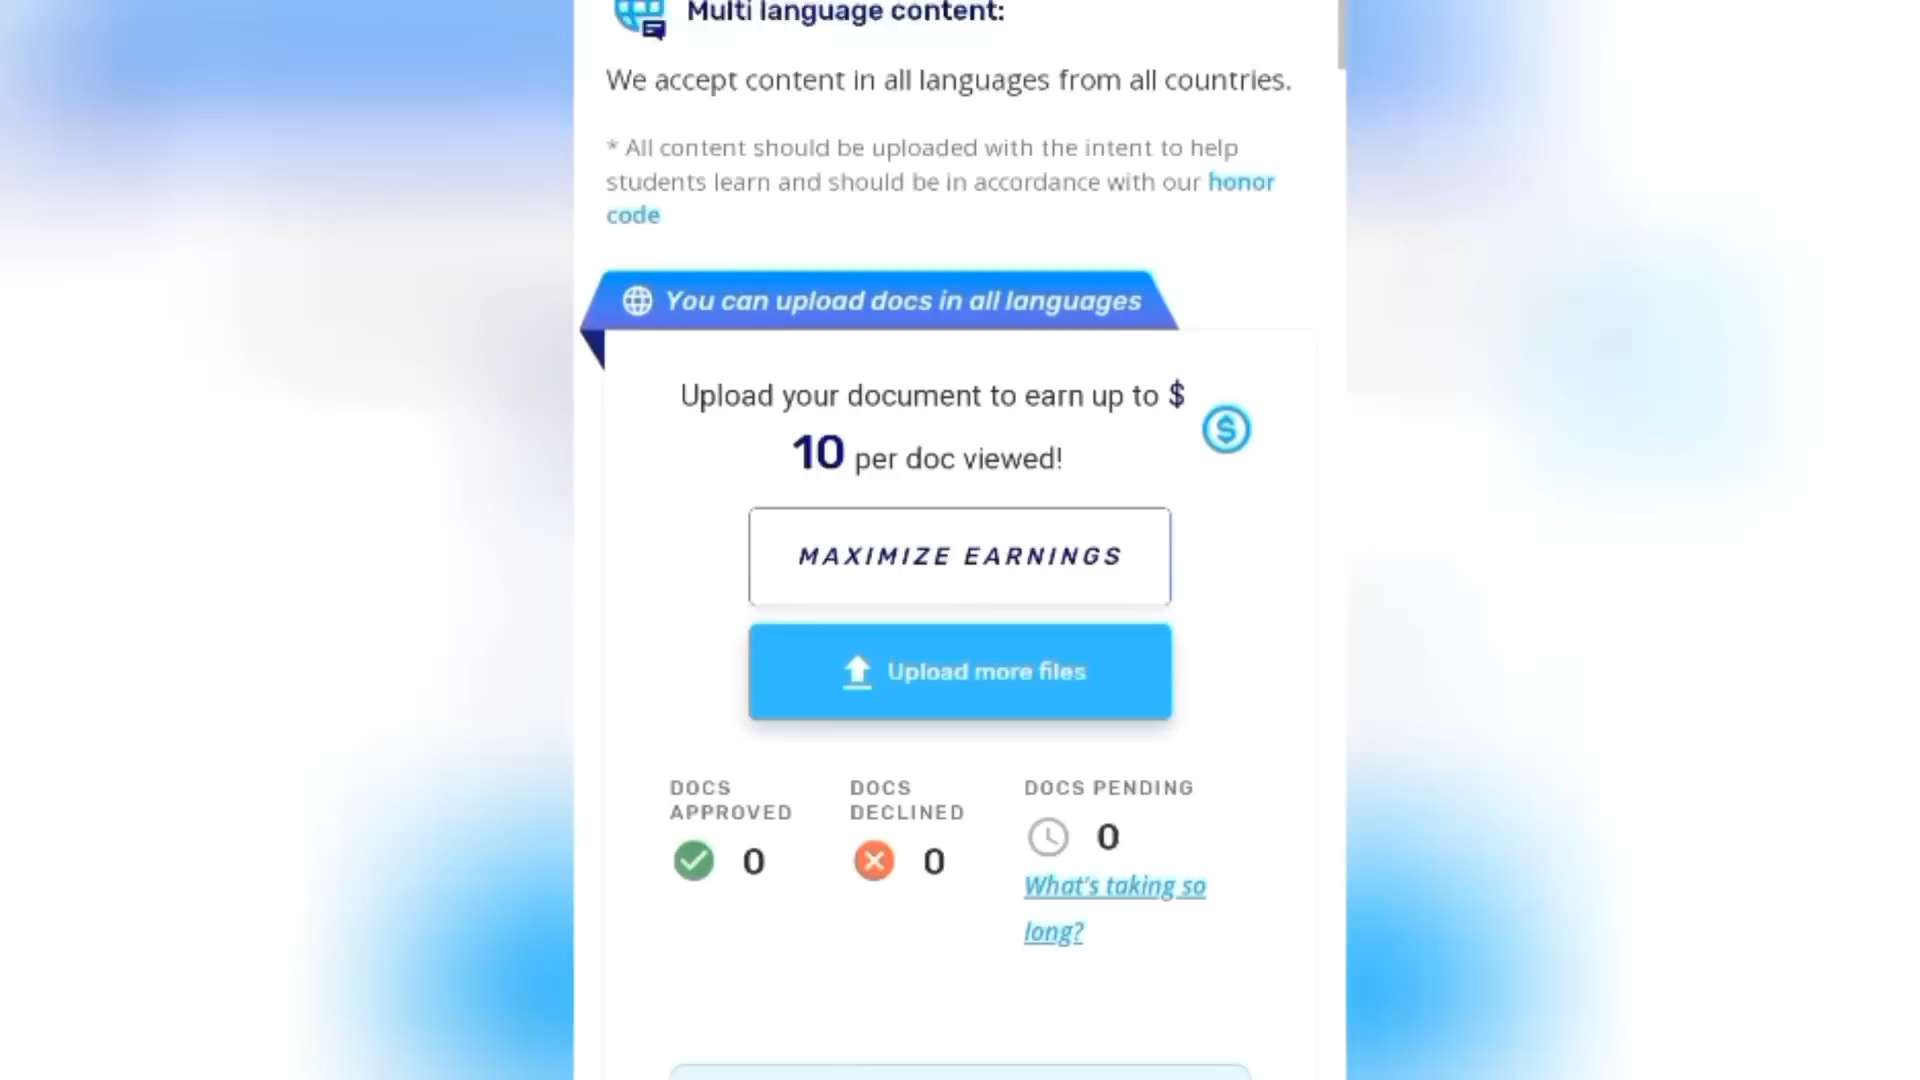 Multi language content:
We accept content in all languages from all countries.
* All content should be uploaded with the intent to help
students learn and should be in accordance with our honor
code
You can upload docs in all languages
Upload your document to earn up to $
10 per doc viewed!
MAXIMIZE EARNINGS
Upload more files
DOCS APPROVED
0
DOCS DECLINED
0
DOCS PENDING
0
What's taking so
long?